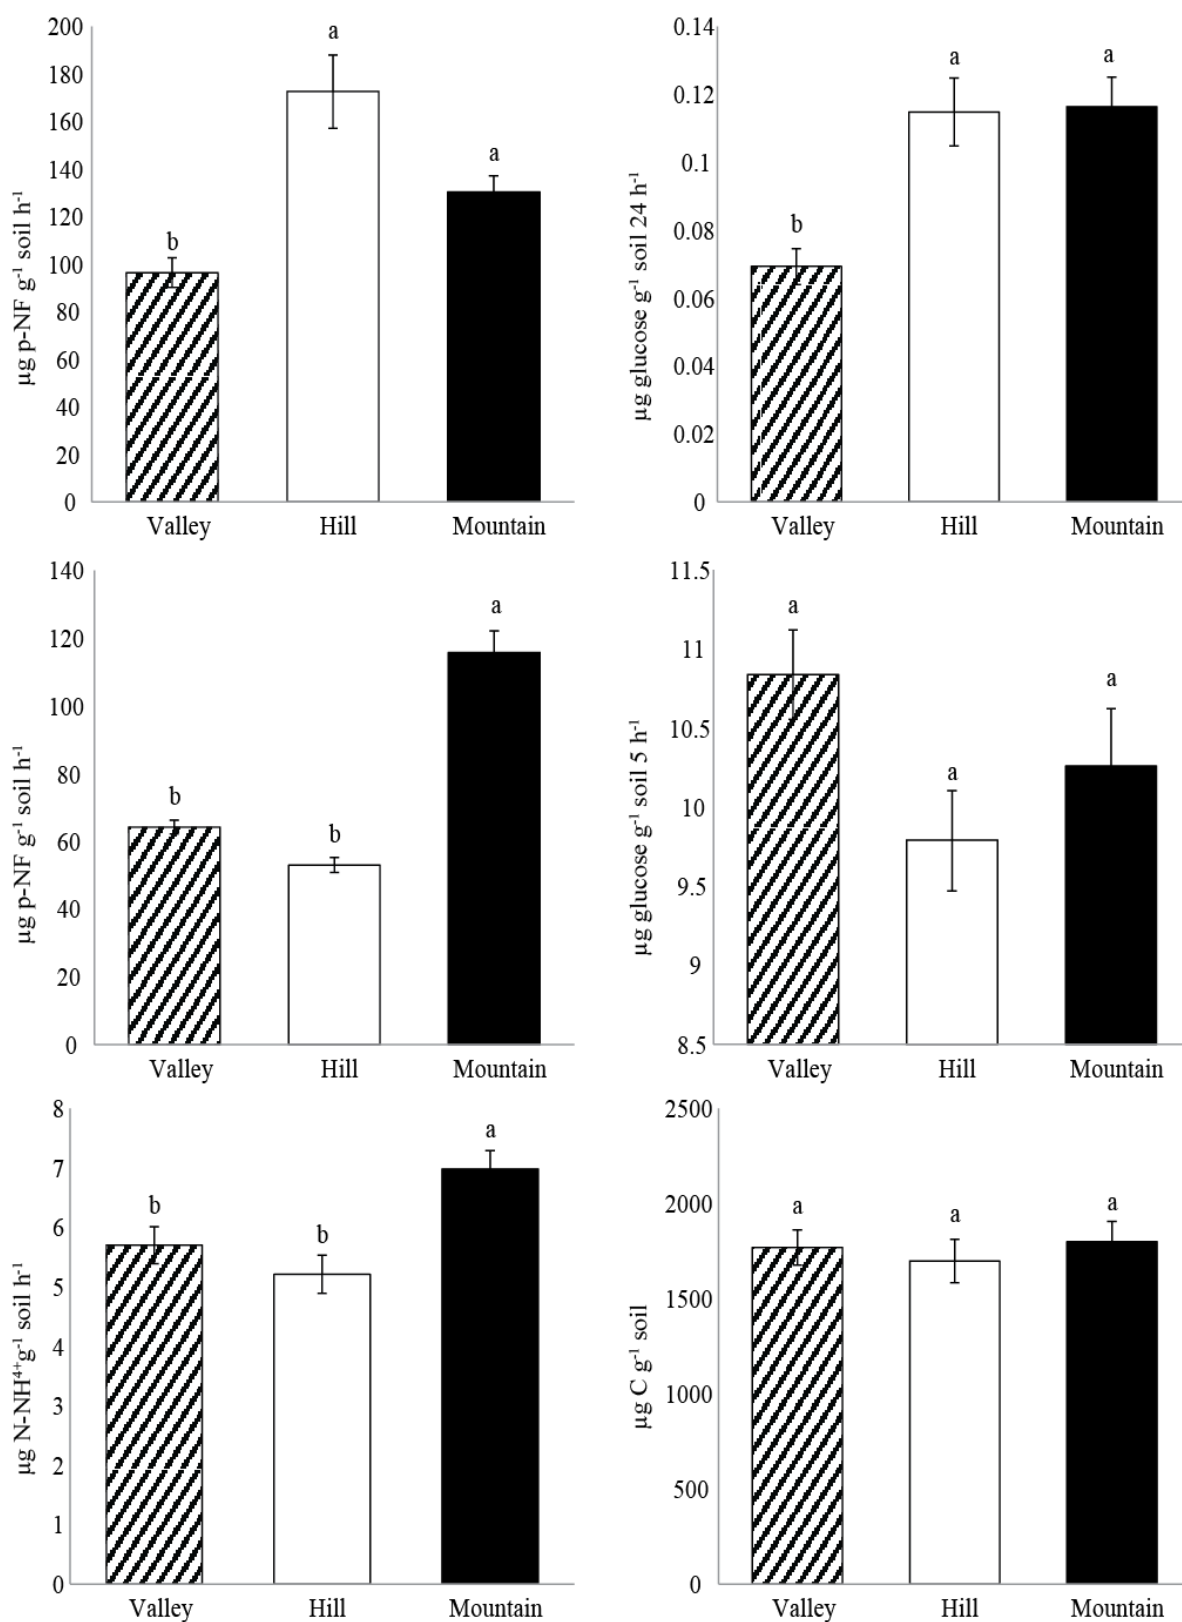 µg p-NF g⁻¹ soil h⁻¹
200
180
160
140
120
100
80
60
40
20
0
b
a
a
Valley Hill Mountain
µg glucose g⁻¹ soil 24 h⁻¹
0.14
0.12
0.1
0.08
0.06
0.04
0.02
0
b
a
a
Valley Hill Mountain
µg p-NF g⁻¹ soil h⁻¹
140
120
100
80
60
40
20
0
b
b
a
Valley Hill Mountain
µg glucose g⁻¹ soil 5 h⁻¹
11.5
11
10.5
10
9.5
9
8.5
a
a
a
Valley Hill Mountain
µg N-NH⁴⁺g⁻¹ soil h⁻¹
8
7
6
5
4
3
2
1
0
b
b
a
Valley Hill Mountain
µg C g⁻¹ soil
2500
2000
1500
1000
500
0
a
a
a
Valley Hill Mountain